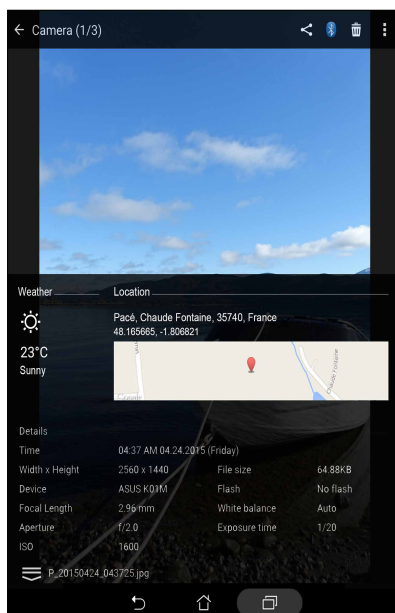 Camera (1/3)
Weather
Location
23°C
Sunny
Pacé, Chaude Fontaine, 35740, France
48.165665, -1.806821
Chaude Fontaine
Google
Details
Time 04:37 AM 04.24.2015 (Friday)
Width x Height 2560 x 1440 File size 64.88KB
Device ASUS K01M Flash No flash
Focal Length 2.96 mm White balance Auto
Aperture f/2.0 Exposure time 1/20
ISO 1600
P_20150424_043725.jpg